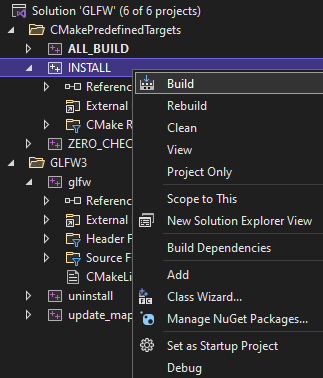 Solution 'GLFW' (6 of 6 projects)
CMakePredefinedTargets
ALL_BUILD
INSTALL
Build
Referenc
Rebuild
External
Clean
CMake R
View
ZERO_CHEC
Project Only
GLFW3
glfw
Scope to This
Referenc
New Solution Explorer View
External
Build Dependencies
Header F
Source F
Add
CMakeLi
Class Wizard...
uninstall
Manage NuGet Packages...
update_map
Set as Startup Project
Debug